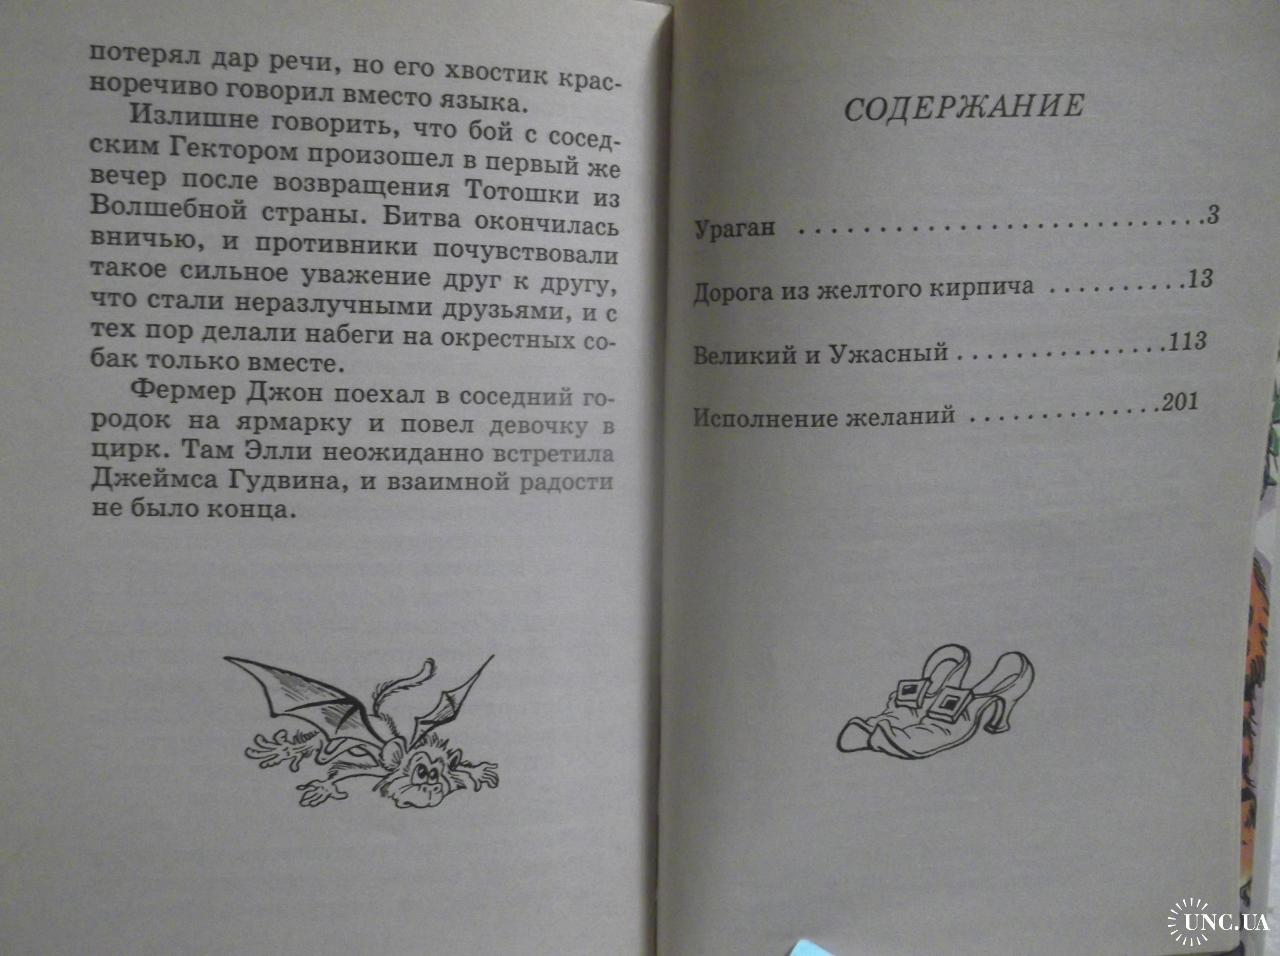 потерял дар речи, но его хвостик крас-
норечиво говорил вместо языка.
Излишне говорить, что бой с сосед-
ским Гектором произошел в первый же
вечер после возвращения Тотошки из
Волшебной страны. Битва окончилась
вничью, и противники почувствовали
такое сильное уважение друг к другу,
что стали неразлучными друзьями, и с
тех пор делали набеги на окрестных со-
бак только вместе.
Фермер Джон поехал в соседний го-
родок на ярмарку и повел девочку в
цирк. Там Элли неожиданно встретила
Джеймса Гудвина, и взаимной радости
не было конца.
СОДЕРЖАНИЕ
Ураган ..........................3
Дорога из желтого кирпича ..........13
Великий и Ужасный ...............113
Исполнение желаний ..............201
UNC.UA